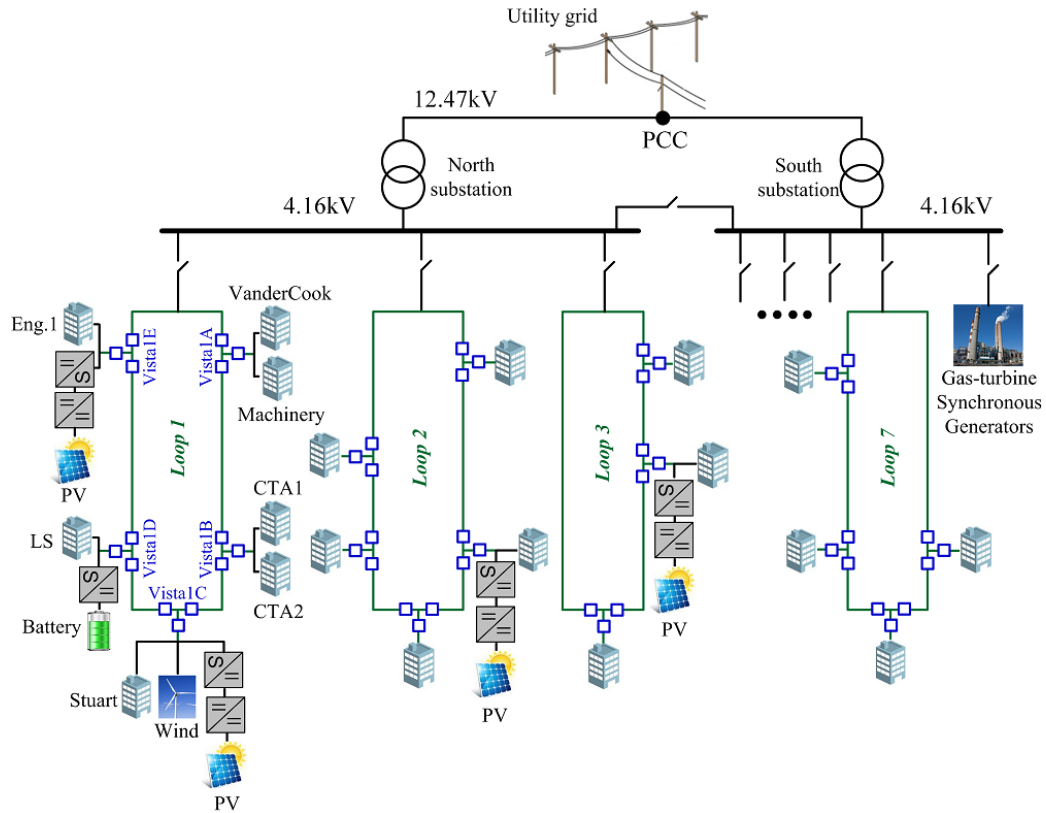 Utility grid
12.47kV
PCC
North
substation
South
substation
4.16kV
4.16kV
VanderCook
Eng.1
Vista1E
Vista1A
Machinery
Loop 1
Loop 2
Loop 3
Loop 7
Gas-turbine
Synchronous
Generators
PV
CTA1
LS
Vista1D
Vista1B
Vista1C
CTA2
Battery
S
S
S
S
S
Stuart
Wind
PV
PV
PV